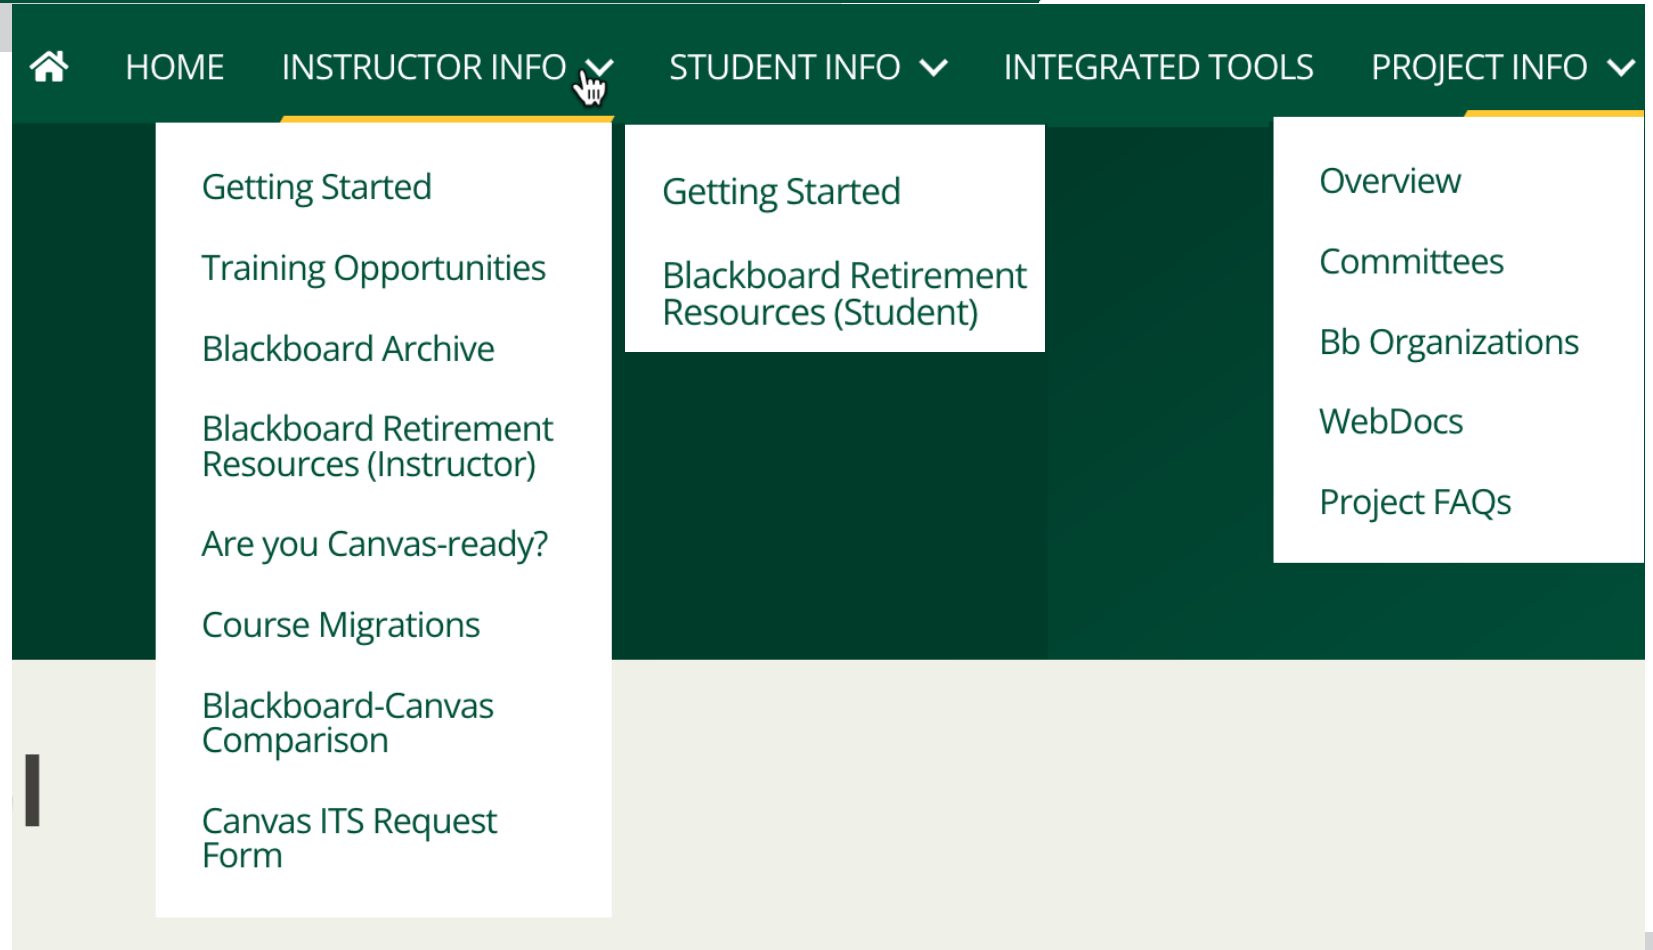 HOME INSTRUCTOR INFO STUDENT INFO INTEGRATED TOOLS PROJECT INFO
Getting Started
Training Opportunities
Blackboard Archive
Blackboard Retirement
Resources (Instructor)
Are you Canvas-ready?
Course Migrations
Blackboard-Canvas
Comparison
Canvas ITS Request
Form
Getting Started
Blackboard Retirement
Resources (Student)
Overview
Committees
Bb Organizations
WebDocs
Project FAQs